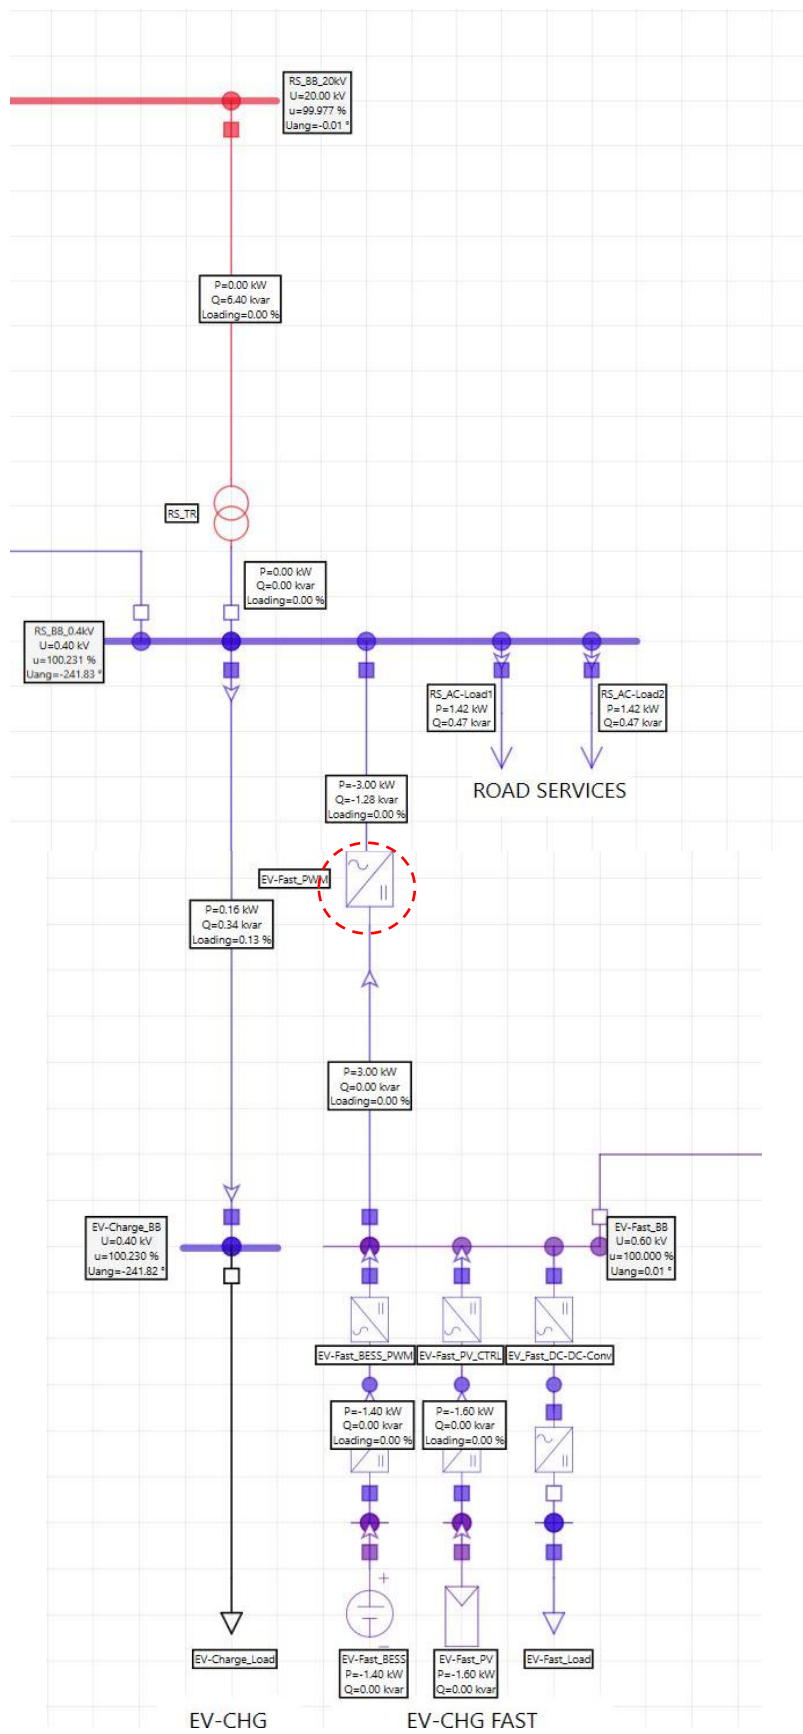 RS_BB_20kV
U=20.00 kV
u=99.977 %
Uang=-0.01 °
P=0.00 kW
Q=6.40 kvar
Loading=0.00 %
RS_TR
P=0.00 kW
Q=0.00 kvar
Loading=0.00 %
RS_BB_0.4kV
U=0.40 kV
u=100.231 %
Uang=-241.83 °
RS_AC-Load1
P=1.42 kW
Q=0.47 kvar
RS_AC-Load2
P=1.42 kW
Q=0.47 kvar
ROAD SERVICES
P=-3.00 kW
Q=-1.28 kvar
Loading=0.00 %
EV-Fast_PWM
P=0.16 kW
Q=0.34 kvar
Loading=0.13 %
P=3.00 kW
Q=0.00 kvar
Loading=0.00 %
EV-Charge_BB
U=0.40 kV
u=100.230 %
Uang=-241.82 °
EV-Fast_BB
U=0.60 kV
u=100.000 %
Uang=0.01 °
EV-Fast_BESS_PWM
EV-Fast_PV_CTRL
EV_Fast_DC-DC-Conv
P=-1.40 kW
Q=0.00 kvar
Loading=0.00 %
P=-1.60 kW
Q=0.00 kvar
Loading=0.00 %
EV-Charge_Load
EV-Fast_BESS
P=-1.40 kW
Q=0.00 kvar
EV-Fast_PV
P=-1.60 kW
Q=0.00 kvar
EV-Fast_Load
EV-CHG
EV-CHG FAST